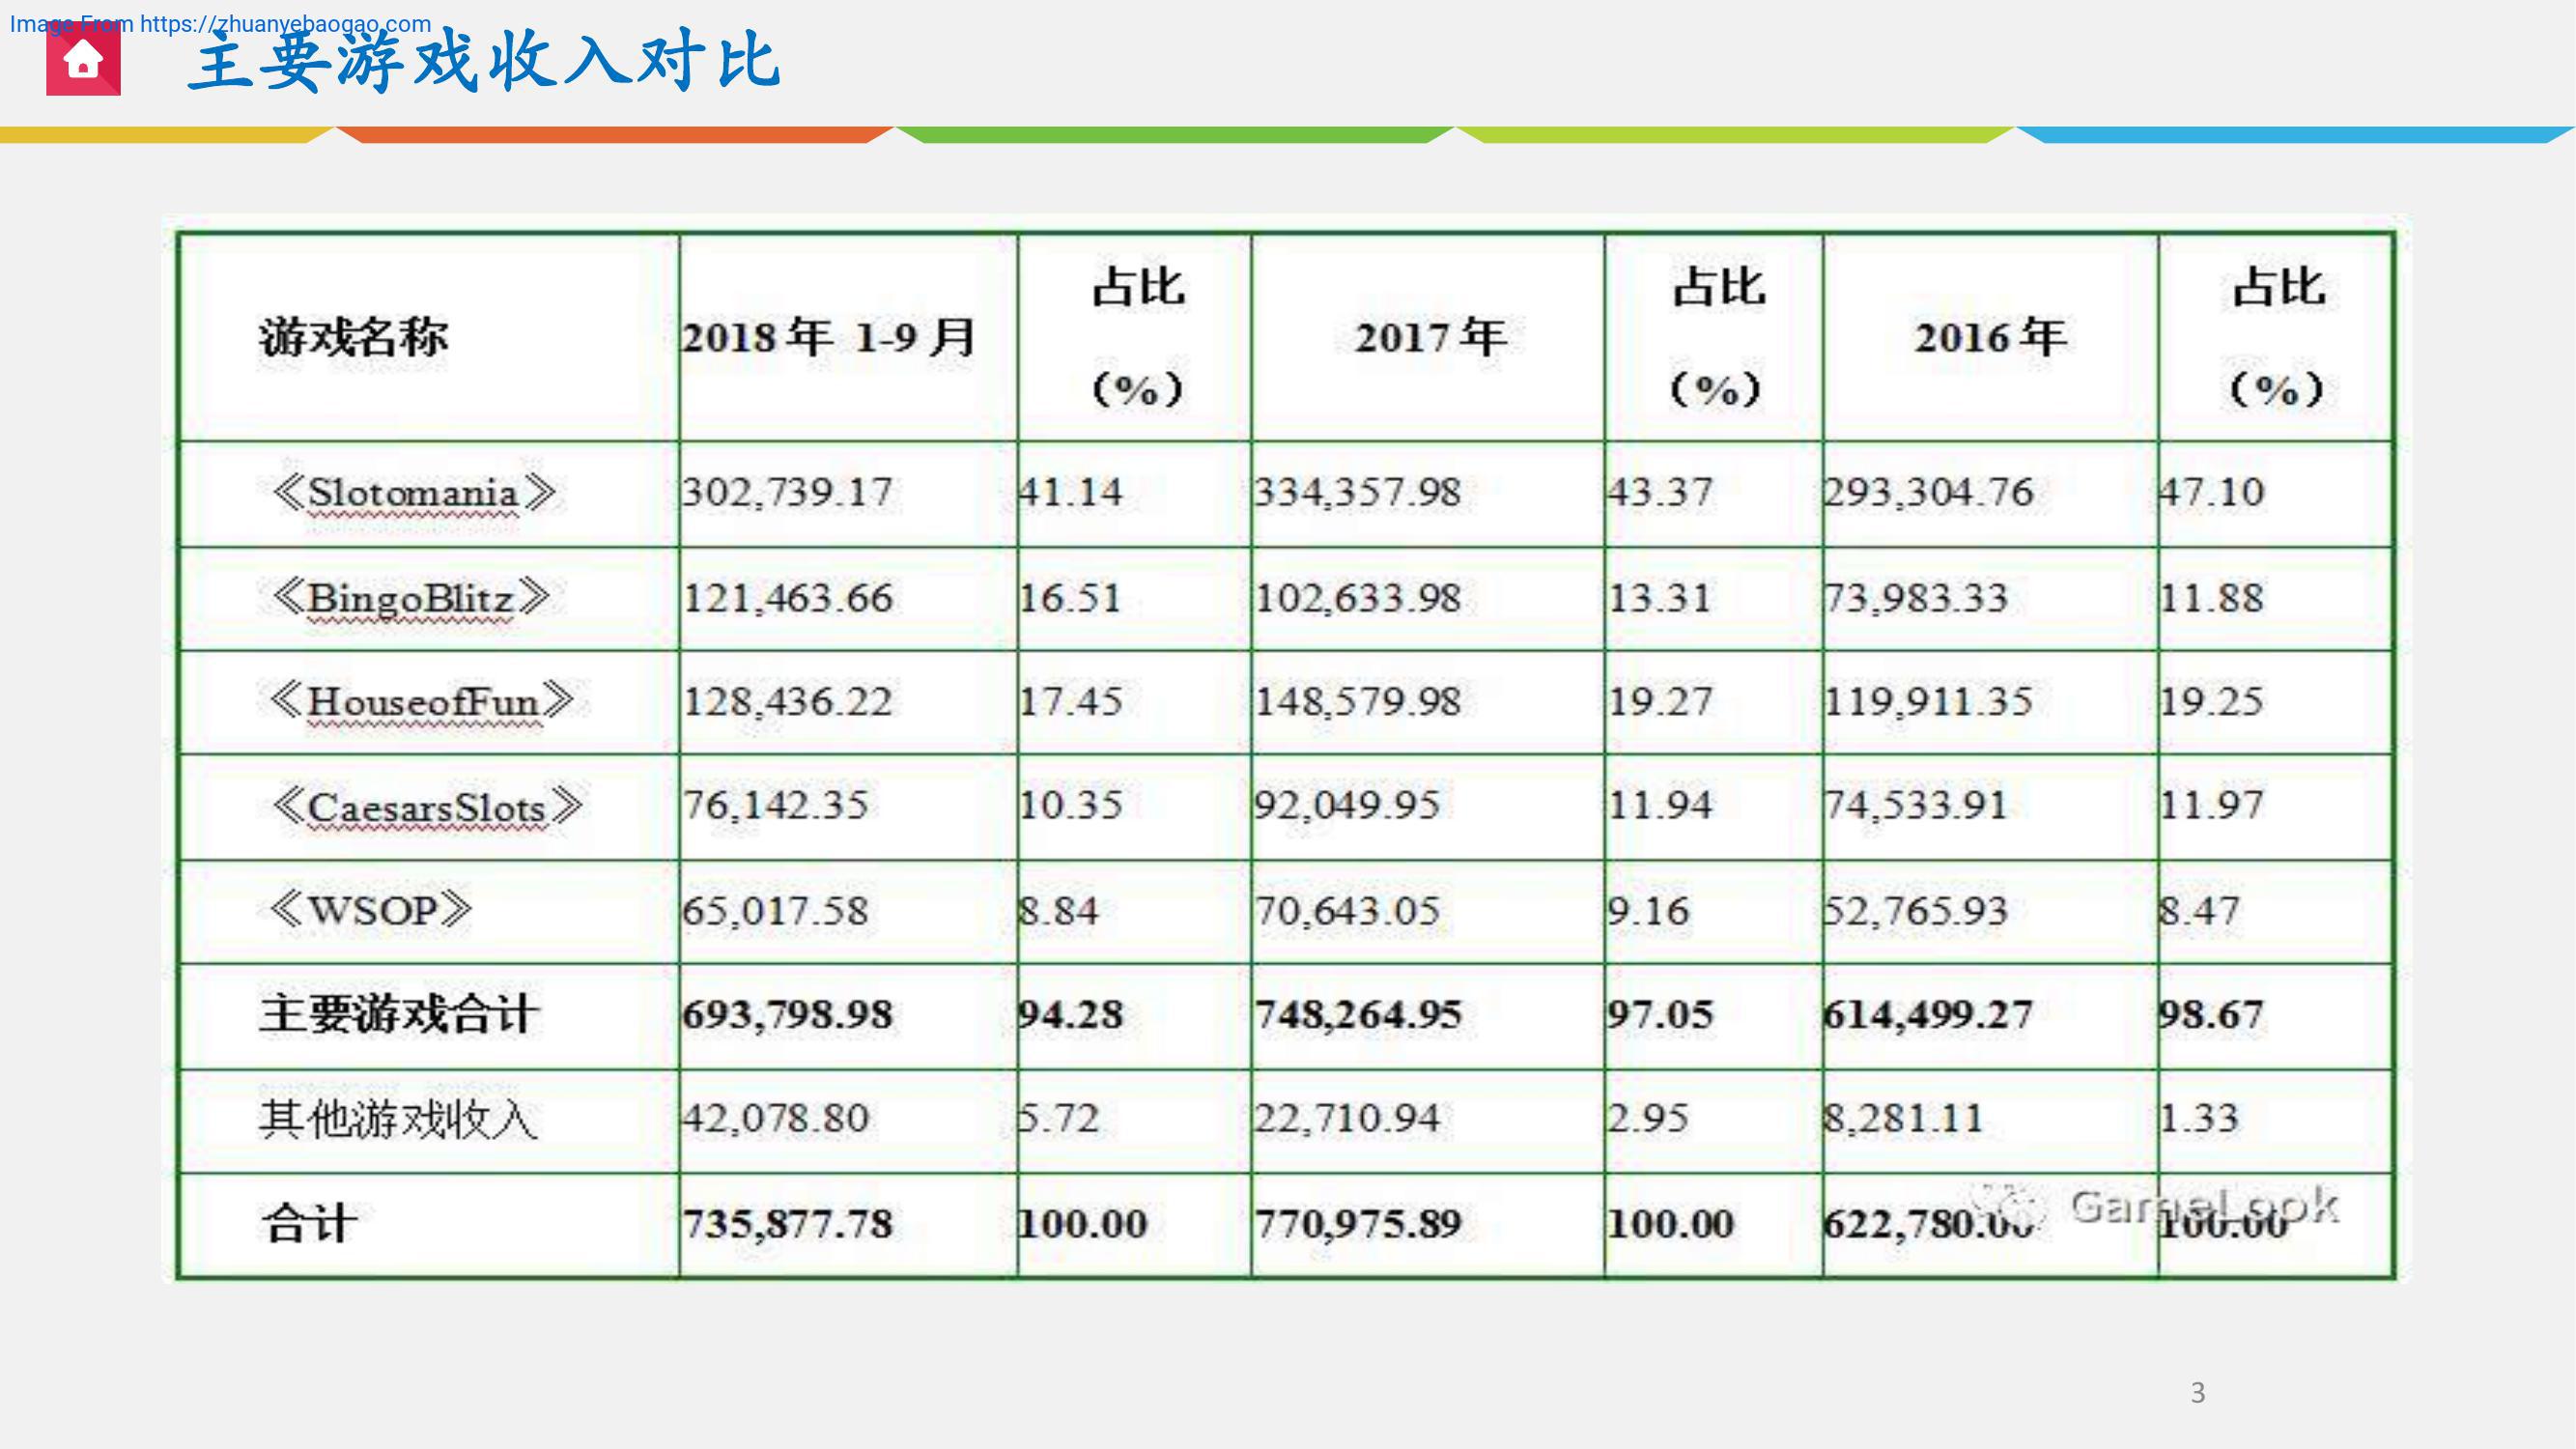 Image From https://zhuanyebaogao.com
主要游戏收入对比
游戏名称 2018年 1-9月 占比（%） 2017年 占比（%） 2016年 占比（%）
《Slotomania》 302,739.17 41.14 334,357.98 43.37 293,304.76 47.10
《BingoBlitz》 121,463.66 16.51 102,633.98 13.31 73,983.33 11.88
《HouseofFun》 128,436.22 17.45 148,579.98 19.27 119,911.35 19.25
《CaesarsSlots》 76,142.35 10.35 92,049.95 11.94 74,533.91 11.97
《WSOP》 65,017.58 8.84 70,643.05 9.16 52,765.93 8.47
主要游戏合计 693,798.98 94.28 748,264.95 97.05 614,499.27 98.67
其他游戏收入 42,078.80 5.72 22,710.94 2.95 8,281.11 1.33
合计 735,877.78 100.00 770,975.89 100.00 100.00
GameLook
3